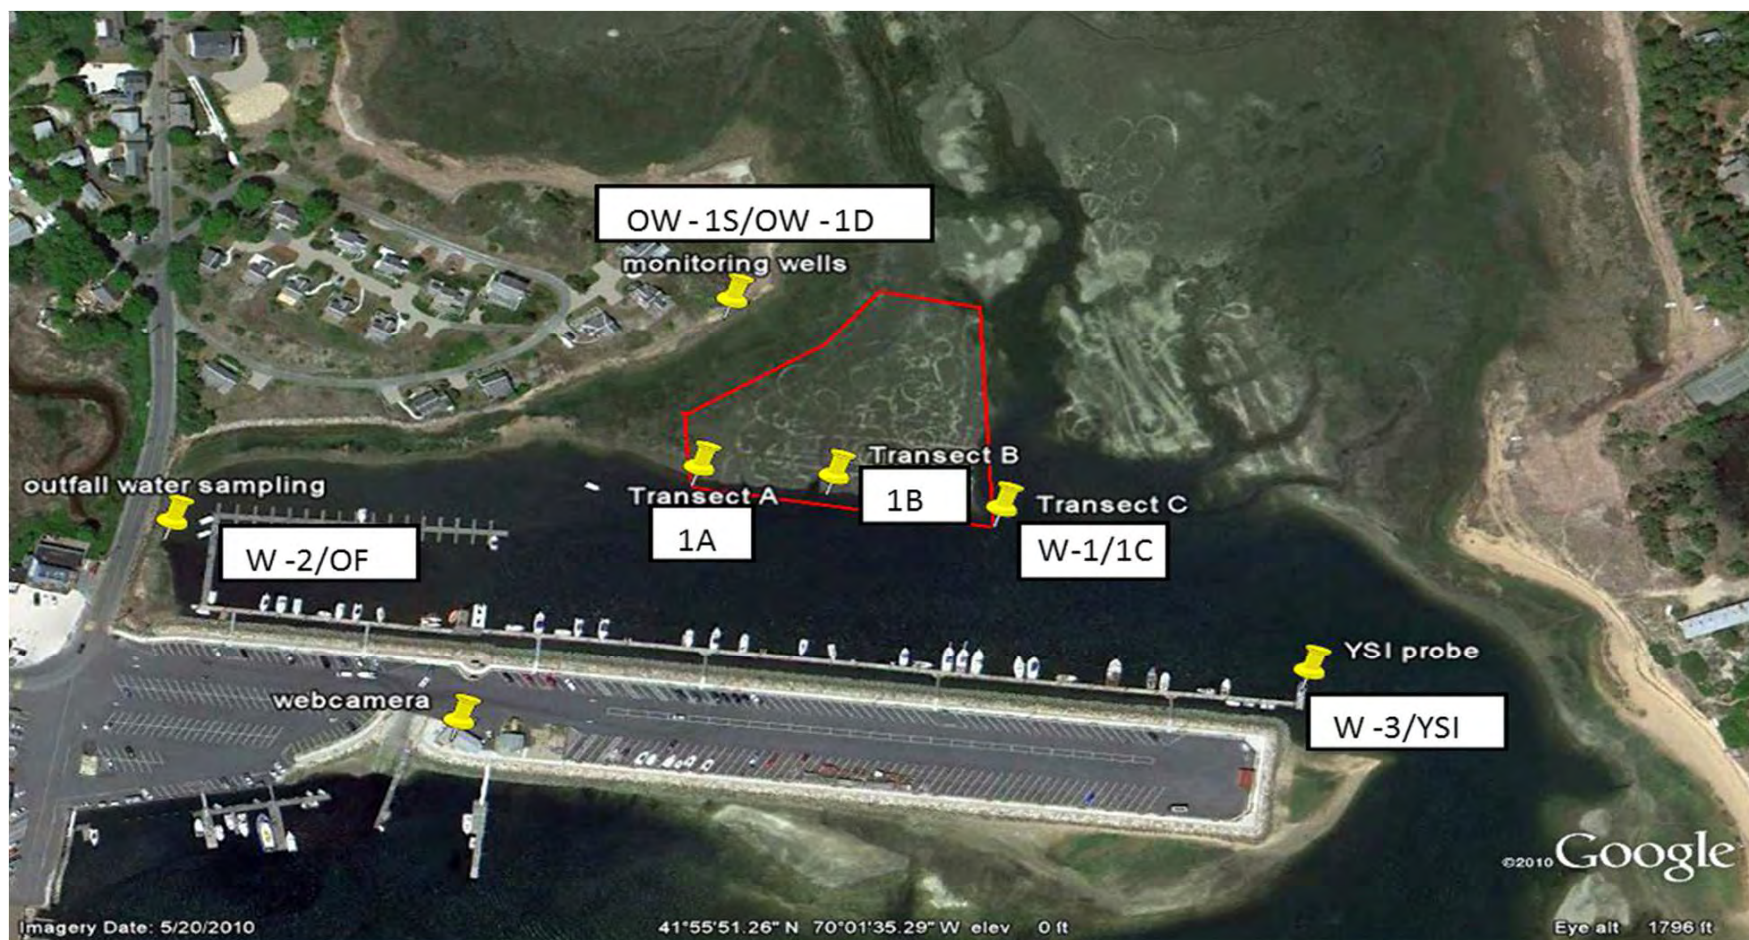 OW - 1S/OW - 1D
monitoring wells
Transect B
1B
outfall water sampling
Transect A
1A
Transect C
W-1/1C
W -2/OF
YSI probe
W -3/YSI
webcamera
©2010 Google
Imagery Date: 5/20/2010
41°55'51.26" N 70°01'35.29" W elev 0 ft
Eye alt 1796 ft